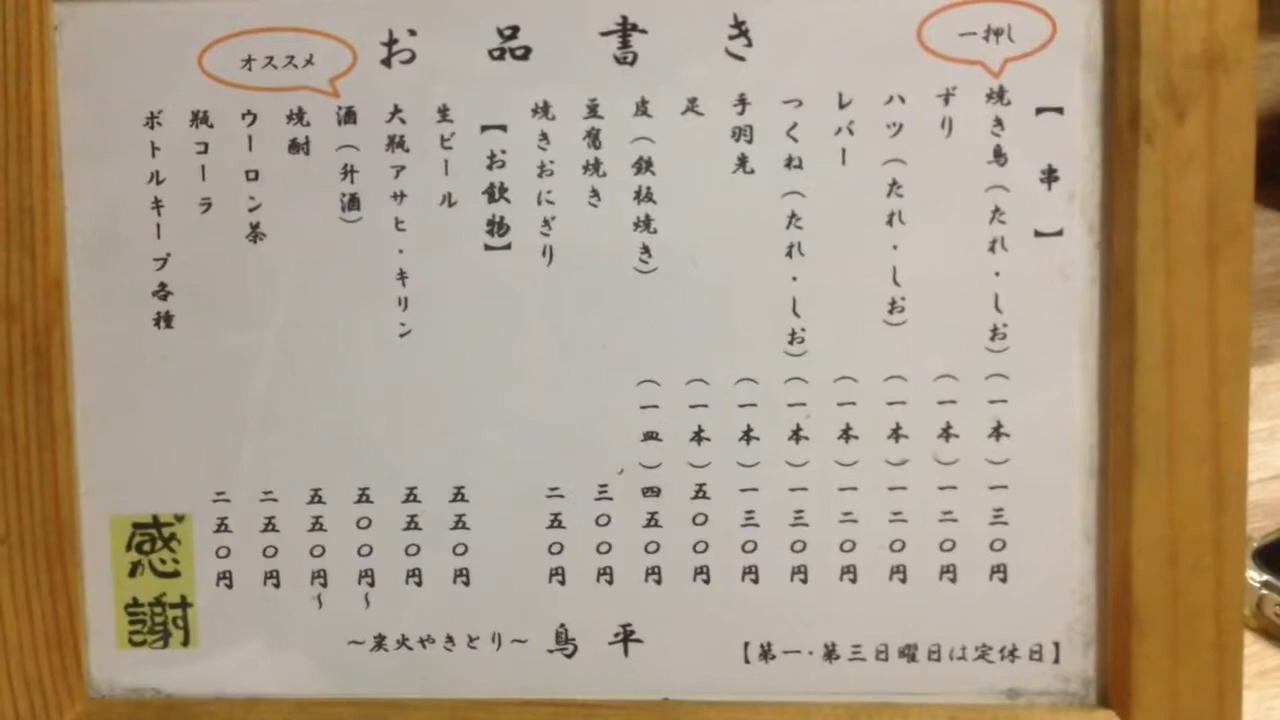 お品書き
一押し
【串】
焼き鳥（たれ・しお）（一本）一三〇円
ずり（一本）一二〇円
ハツ（たれ・しお）（一本）一二〇円
レバー（一本）一二〇円
つくね（たれ・しお）（一本）一三〇円
手羽先（一本）一三〇円
足（一本）五〇〇円
皮（鉄板焼き）（一皿）四五〇円
豆腐焼き 三〇〇円
焼きおにぎり 二五〇円
【お飲物】
生ビール 五五〇円
大瓶アサヒ・キリン 五五〇円
オススメ
酒（升酒） 五〇〇円〜
焼酎 五五〇円〜
ウーロン茶 二五〇円
瓶コーラ 二五〇円
ボトルキープ各種
感謝
〜炭火やきとり〜 鳥平
【第一・第三日曜日は定休日】